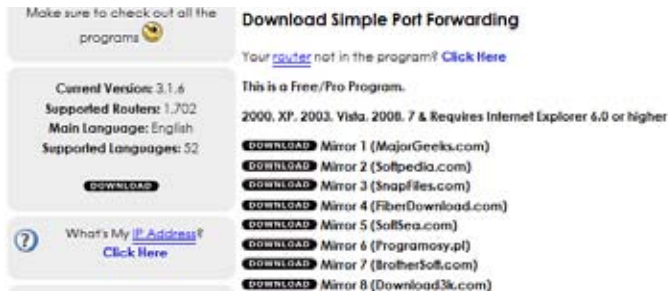 Make sure to check out all the
programs
Current Version: 3.1.6
Supported Routers: 1,702
Main Language: English
Supported Languages: 52
DOWNLOAD
What's My IP Address?
Click Here
Download Simple Port Forwarding
Your router not in the program? Click Here
This is a Free/Pro Program.
2000, XP, 2003, Vista, 2008, 7 & Requires Internet Explorer 6.0 or higher
DOWNLOAD Mirror 1 (MajorGeeks.com)
DOWNLOAD Mirror 2 (Softpedia.com)
DOWNLOAD Mirror 3 (SnapFiles.com)
DOWNLOAD Mirror 4 (FiberDownload.com)
DOWNLOAD Mirror 5 (SoftSea.com)
DOWNLOAD Mirror 6 (Programosy.pl)
DOWNLOAD Mirror 7 (BrotherSoft.com)
DOWNLOAD Mirror 8 (Download3k.com)